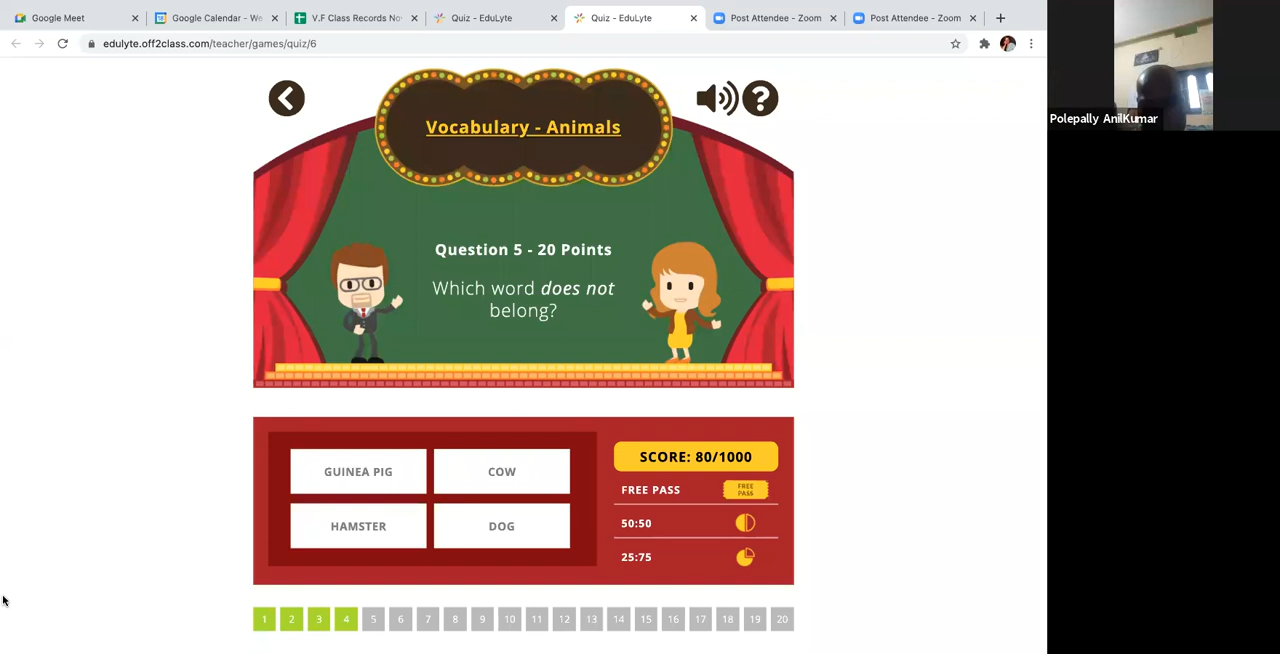 Google Meet
Google Calendar - We
V.F Class Records No
Quiz - EduLyte
Quiz - EduLyte
Post Attendee - Zoom
Post Attendee - Zoom
edulyte.off2class.com/teacher/games/quiz/6
Polepally AnilKumar
Vocabulary - Animals
Question 5 - 20 Points
Which word does not
belong?
GUINEA PIG
COW
HAMSTER
DOG
SCORE: 80/1000
FREE PASS
FREE
PASS
50:50
25:75
1 2 3 4 5 6 7 8 9 10 11 12 13 14 15 16 17 18 19 20